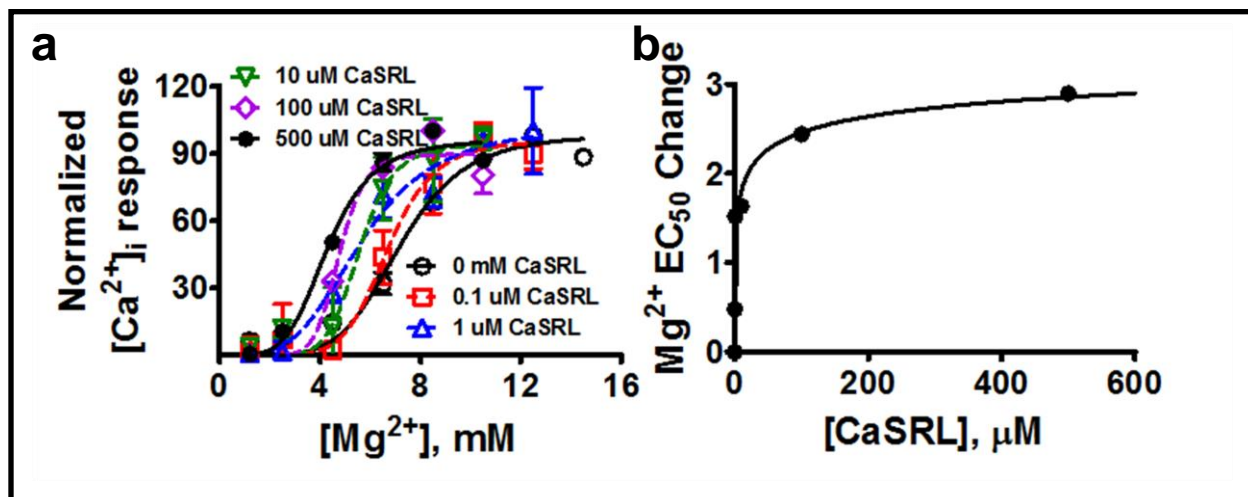 a
10 uM CaSRL
100 uM CaSRL
500 uM CaSRL
0 mM CaSRL
0.1 uM CaSRL
1 uM CaSRL
Normalized
[Ca²⁺]i response
120
90
60
30
0 4 8 12 16
[Mg²⁺], mM
b
Mg²⁺ EC₅₀ Change
3
2
1
0
0 200 400 600
[CaSRL], μM